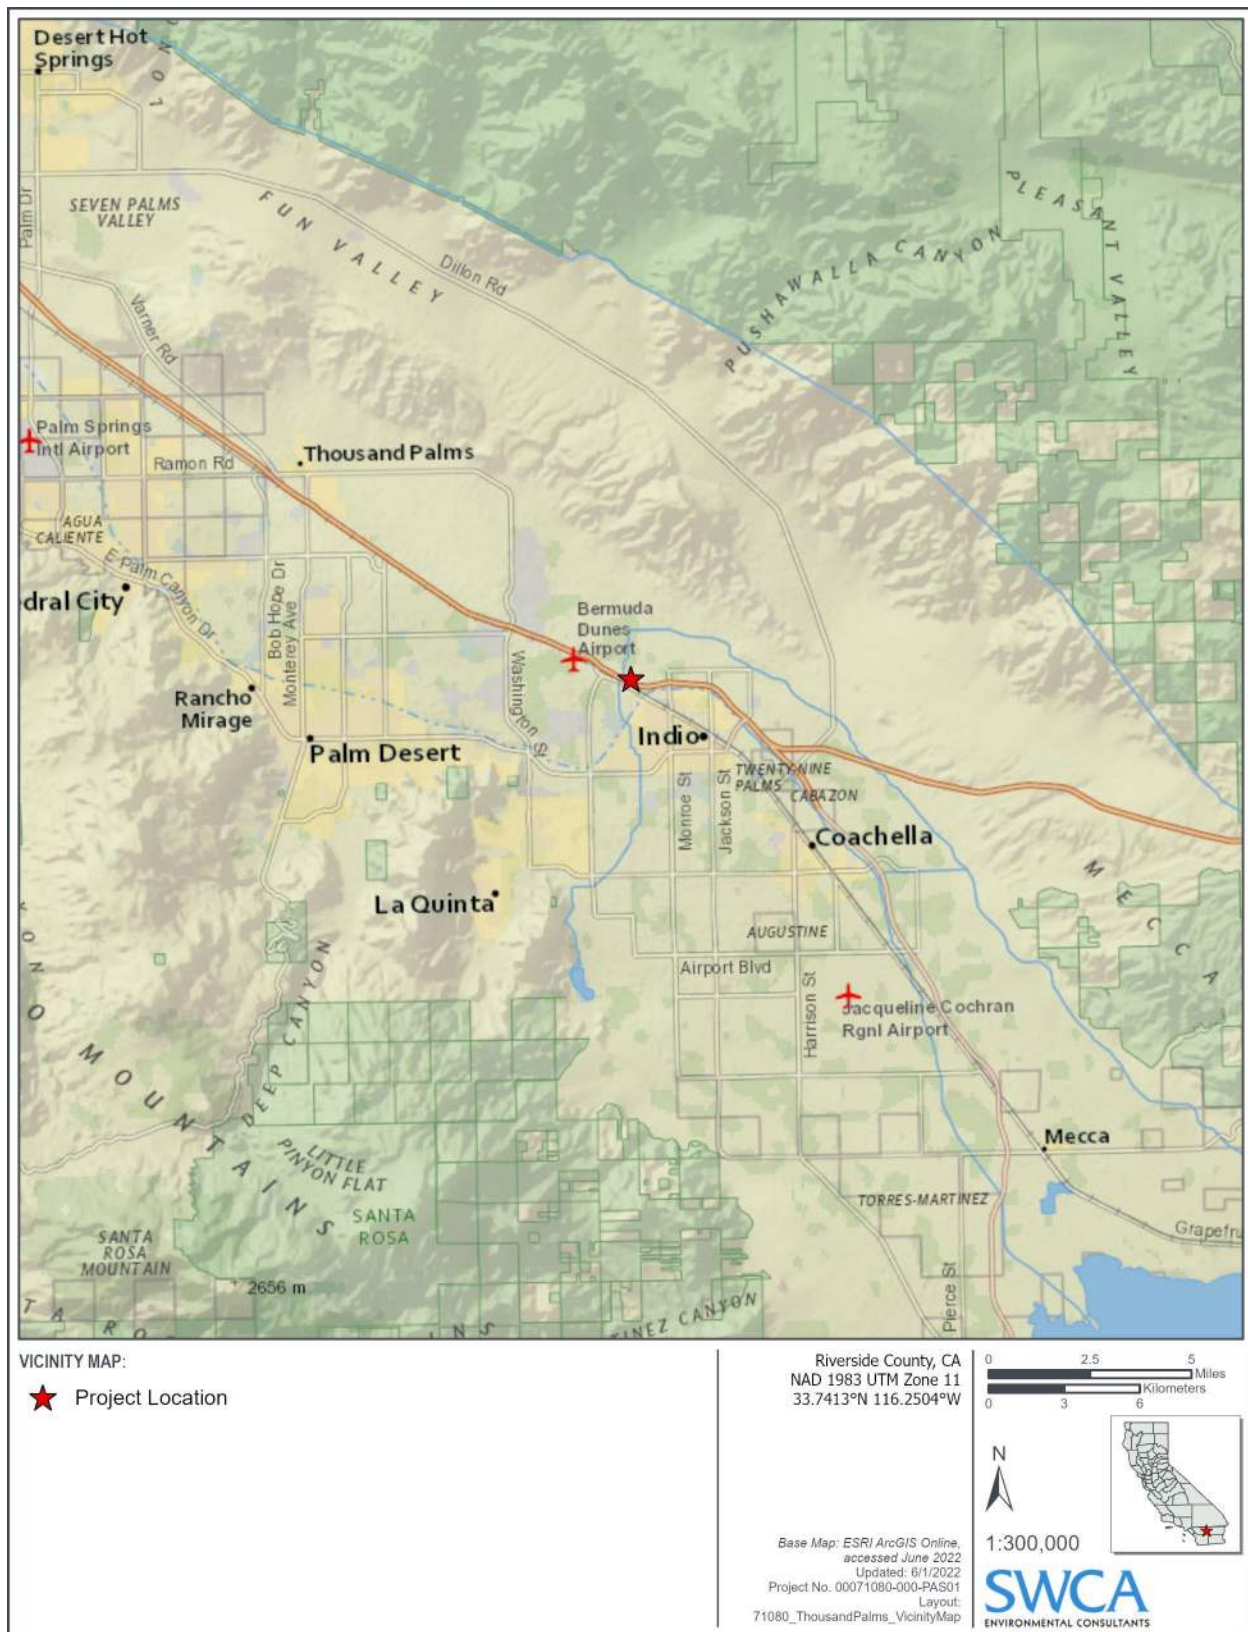 Desert Hot
Springs
Palm Dr
SEVEN PALMS
VALLEY
FUN VALLEY
Dillon Rd
PUSHAWALLA CANYON
PLEASANT VALLEY
Varner Rd
Palm Springs
Intl Airport
Ramon Rd
Thousand Palms
AGUA
CALIENTE
E Palm Canyon Dr
dral City
Bob Hope Dr
Monterey Ave
Bermuda
Dunes
Airport
Washington St
Rancho
Mirage
Palm Desert
Indio
TWENTY-NINE
PALMS
CABAZON
Monroe St
Jackson St
Coachella
MECCA
La Quinta
AUGUSTINE
Airport Blvd
Harrison St
Jacqueline Cochran
Rgnl Airport
DEEP CANYON
MOUNTAINS
LITTLE
PINYON FLAT
SANTA
ROSA
Mecca
TORRES-MARTINEZ
SANTA
ROSA
MOUNTAIN
2656 m
Grapefru
Pierce St
TINEZ CANYON
VICINITY MAP:
Project Location
Riverside County, CA
NAD 1983 UTM Zone 11
33.7413°N 116.2504°W
Base Map: ESRI ArcGIS Online,
accessed June 2022
Updated: 6/1/2022
Project No. 00071080-000-PAS01
Layout:
71080_ThousandPalms_VicinityMap
0 2.5 5
Miles
Kilometers
0 3 6
N
1:300,000
SWCA
ENVIRONMENTAL CONSULTANTS